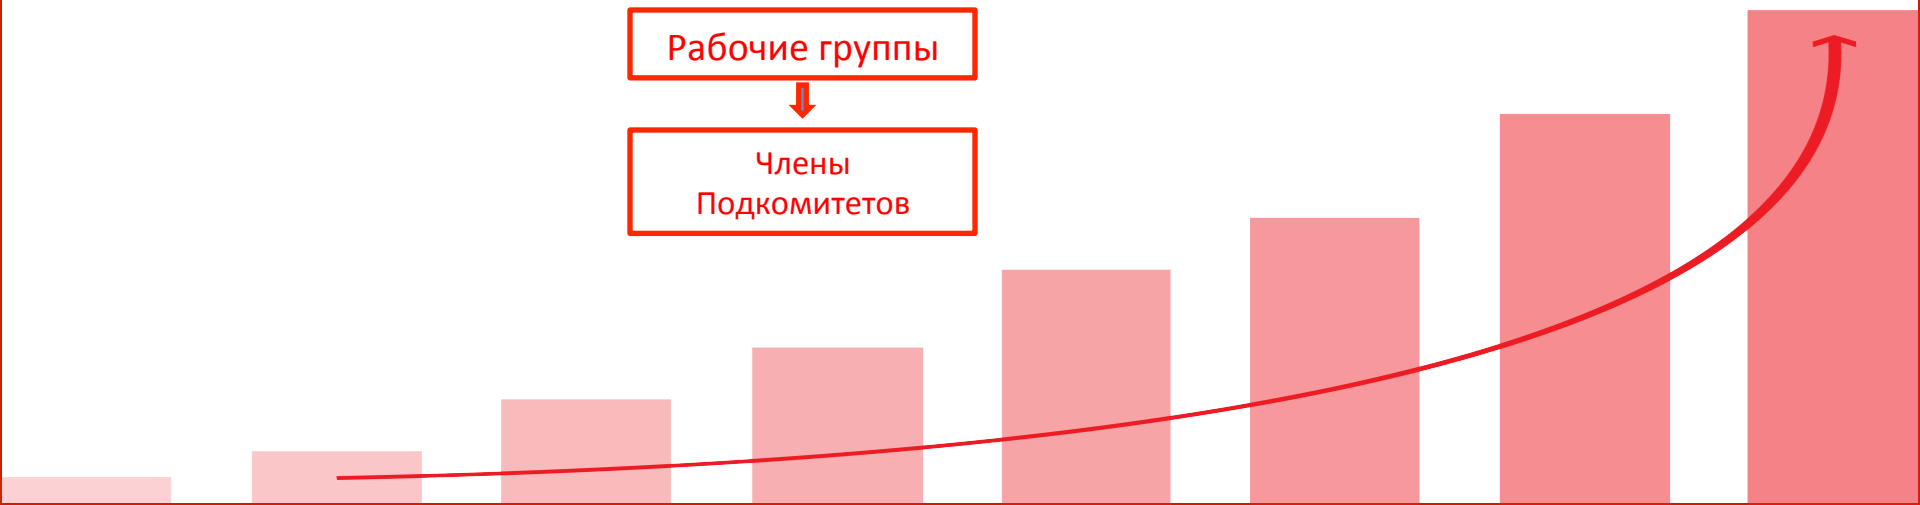 Рабочие группы
Члены
Подкомитетов